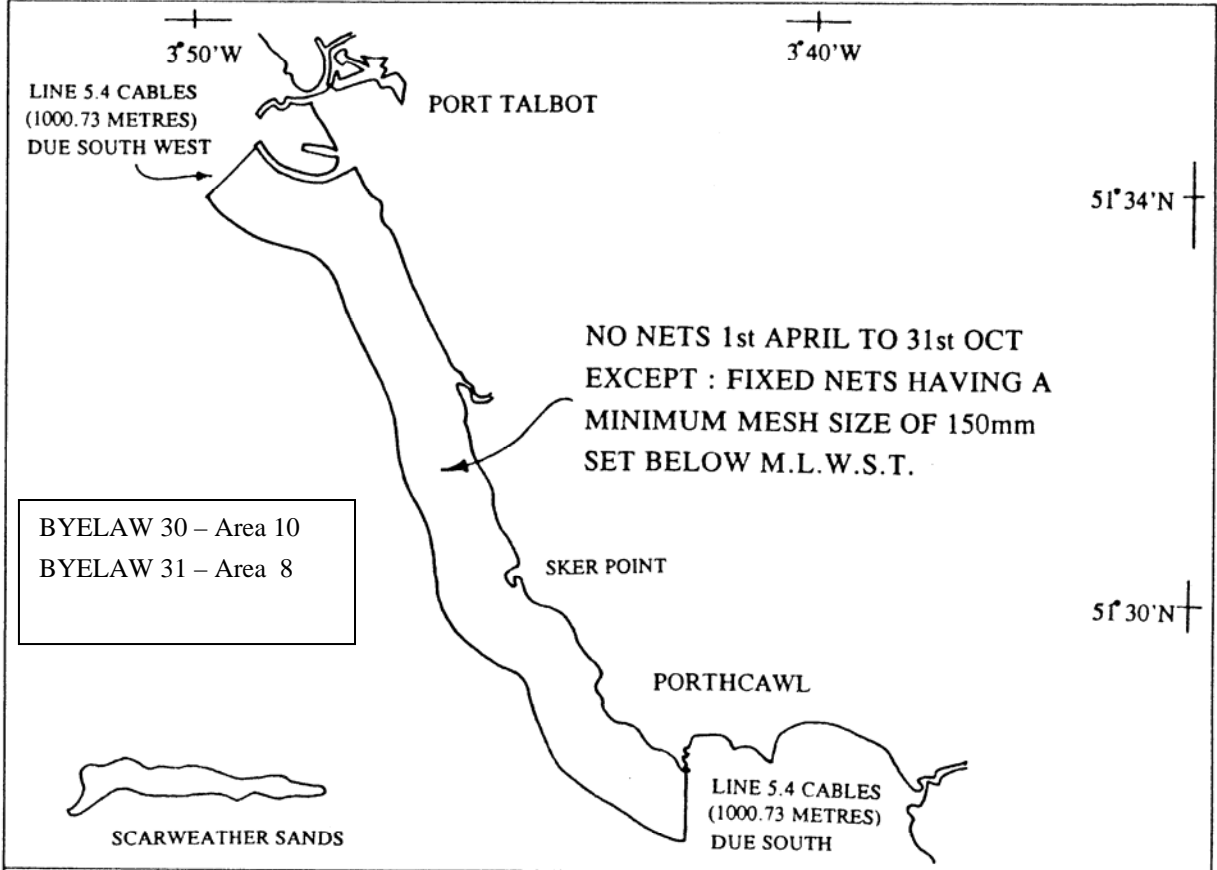 3°50'W
3°40'W
LINE 5.4 CABLES
(1000.73 METRES)
DUE SOUTH WEST
PORT TALBOT
51°34'N
NO NETS 1st APRIL TO 31st OCT
EXCEPT : FIXED NETS HAVING A
MINIMUM MESH SIZE OF 150mm
SET BELOW M.L.W.S.T.
BYELAW 30 – Area 10
BYELAW 31 – Area 8
SKER POINT
51°30'N
PORTHCAWL
LINE 5.4 CABLES
(1000.73 METRES)
DUE SOUTH
SCARWEATHER SANDS